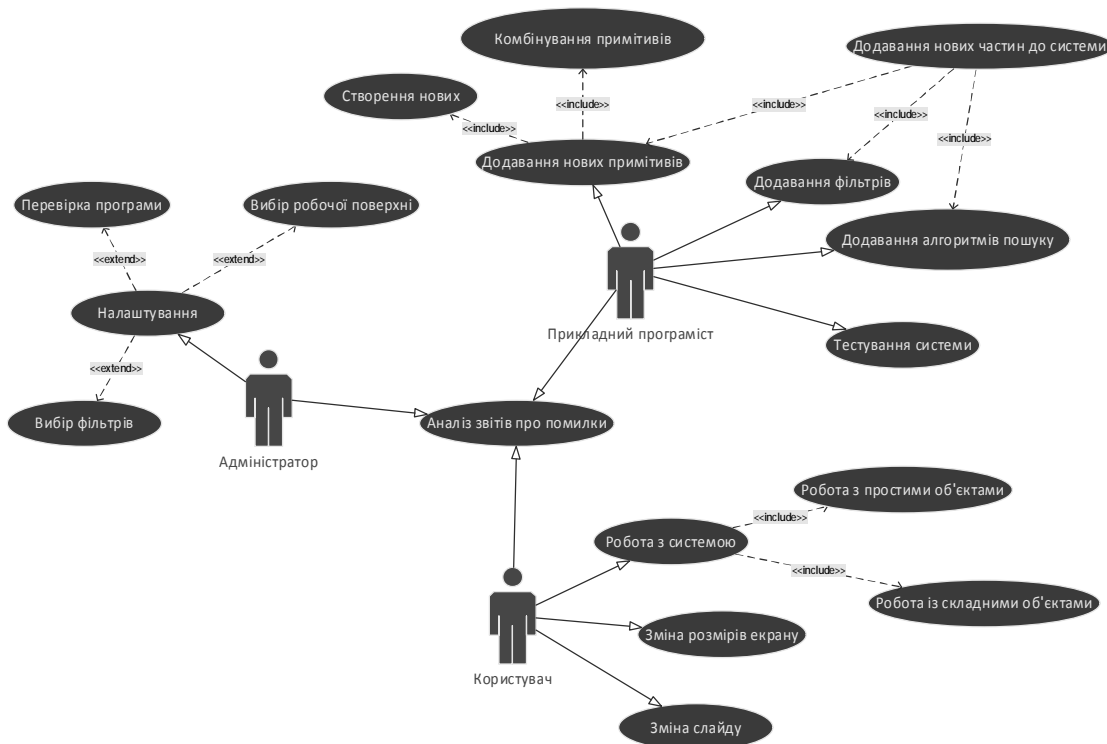 Комбінування примітивів
Додавання нових частин до системи
Створення нових
<<include>>
<<include>>
<<include>>
<<include>>
<<include>>
Додавання нових примітивів
Додавання фільтрів
Перевірка програми
Вибір робочої поверхні
Додавання алгоритмів пошуку
<<extend>>
<<extend>>
Налаштування
Прикладний програміст
Тестування системи
<<extend>>
Вибір фільтрів
Аналіз звітів про помилки
Адміністратор
Робота з простими об'єктами
<<include>>
Робота з системою
<<include>>
Робота із складними об'єктами
Зміна розмірів екрану
Користувач
Зміна слайду